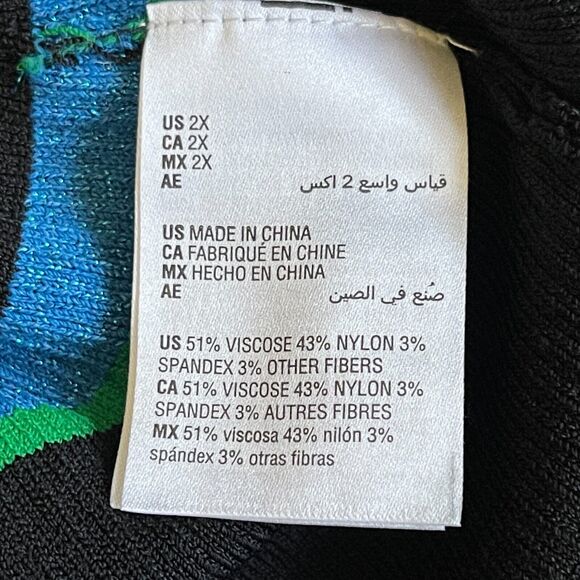 US 2X
CA 2X
MX 2X
AE قياس واسع 2 اكس
US MADE IN CHINA
CA FABRIQUÉ EN CHINE
MX HECHO EN CHINA
AE صُنع في الصين
US 51% VISCOSE 43% NYLON 3%
SPANDEX 3% OTHER FIBERS
CA 51% VISCOSE 43% NYLON 3%
SPANDEX 3% AUTRES FIBRES
MX 51% viscosa 43% nilón 3%
spándex 3% otras fibras